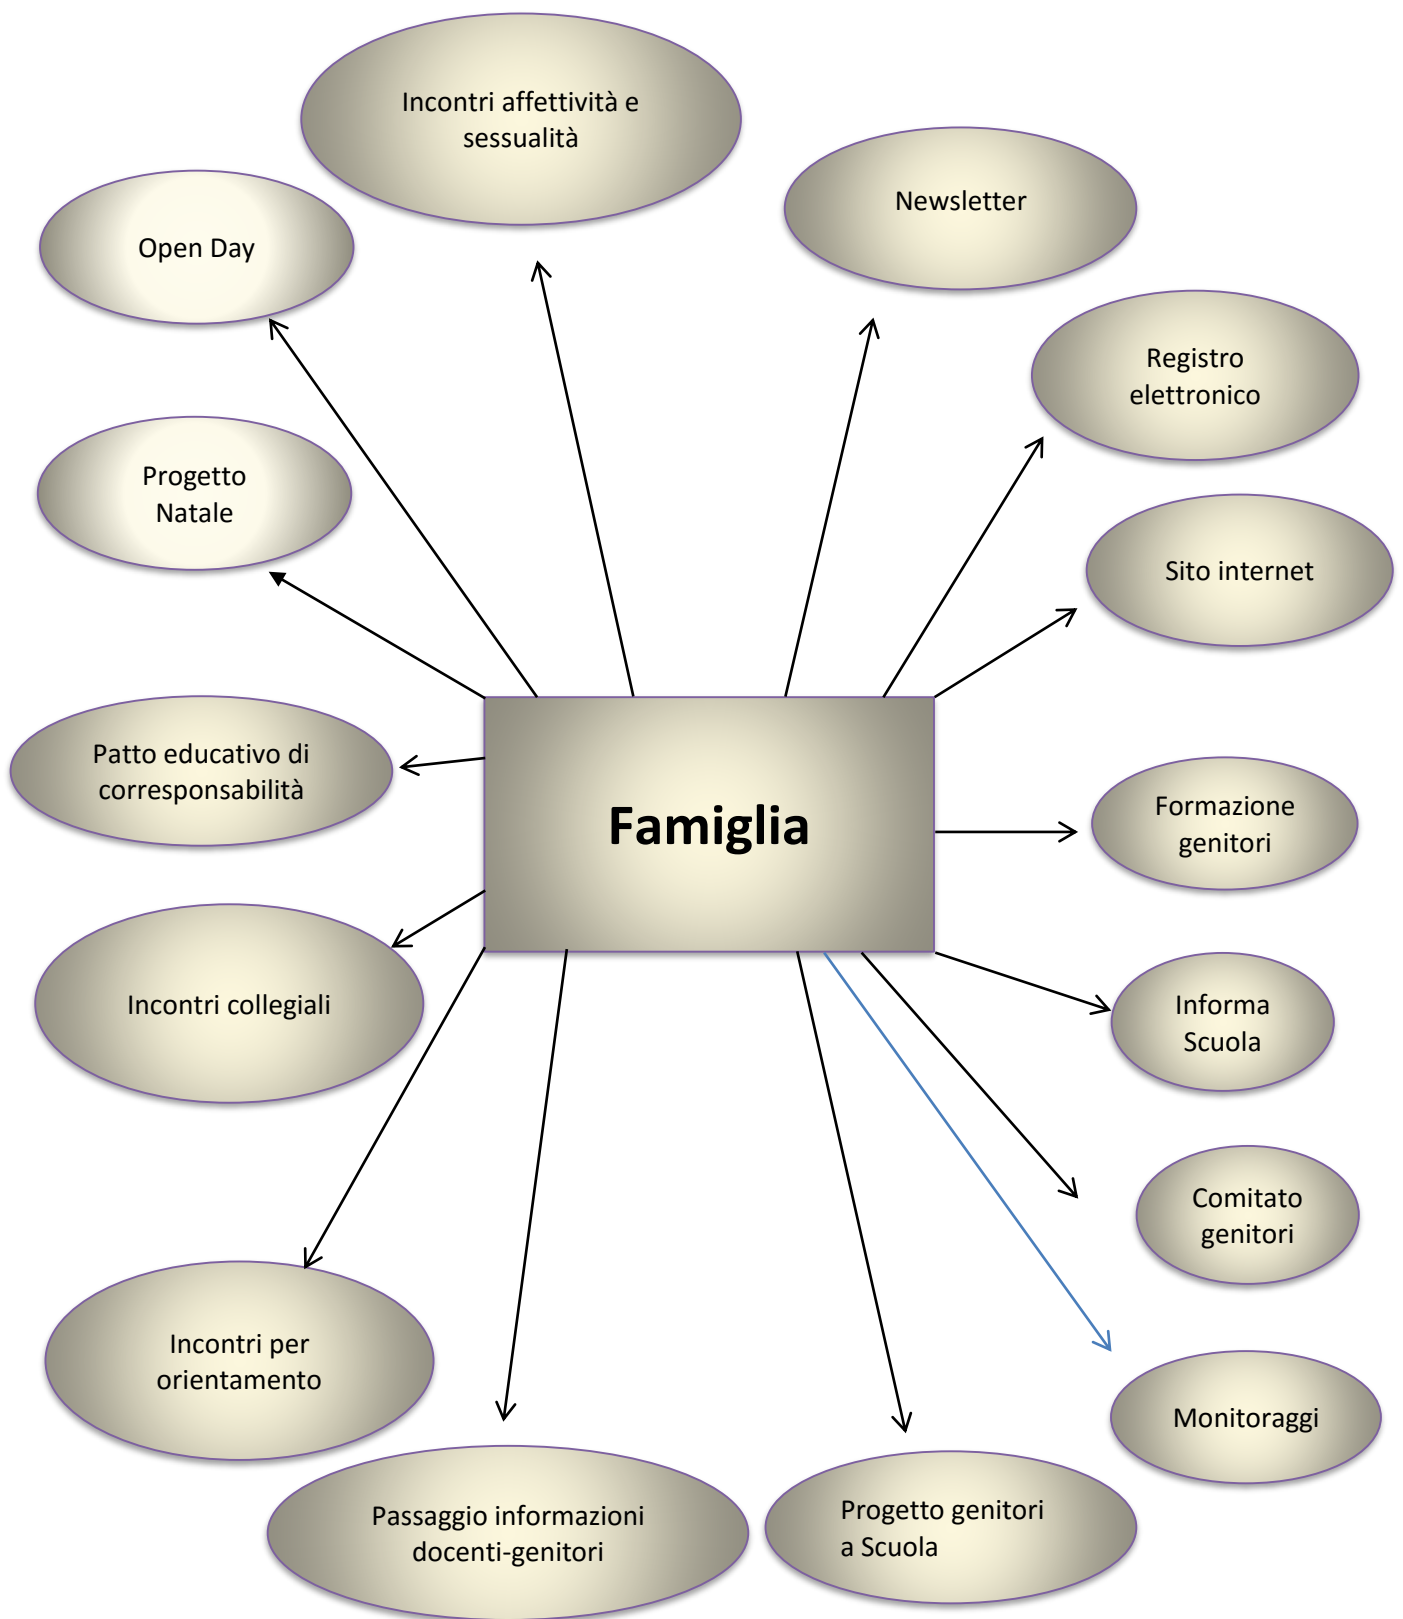 Incontri affettività e
sessualità
Newsletter
Open Day
Registro
elettronico
Progetto
Natale
Sito internet
Patto educativo di
corresponsabilità
Famiglia
Formazione
genitori
Incontri collegiali
Informa
Scuola
Comitato
genitori
Incontri per
orientamento
Monitoraggi
Passaggio informazioni
docenti-genitori
Progetto genitori
a Scuola